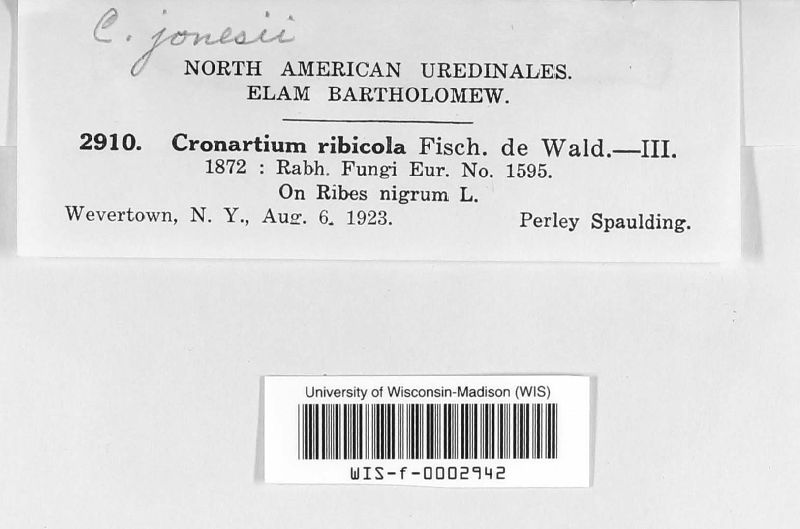 C. jonesii
NORTH AMERICAN UREDINALES.
ELAM BARTHOLOMEW.
2910. Cronartium ribicola Fisch. de Wald.—III.
1872 : Rabh. Fungi Eur. No. 1595.
On Ribes nigrum L.
Wevertown, N. Y., Aug. 6, 1923. Perley Spaulding.
University of Wisconsin-Madison (WIS)
WIS-f-0002942